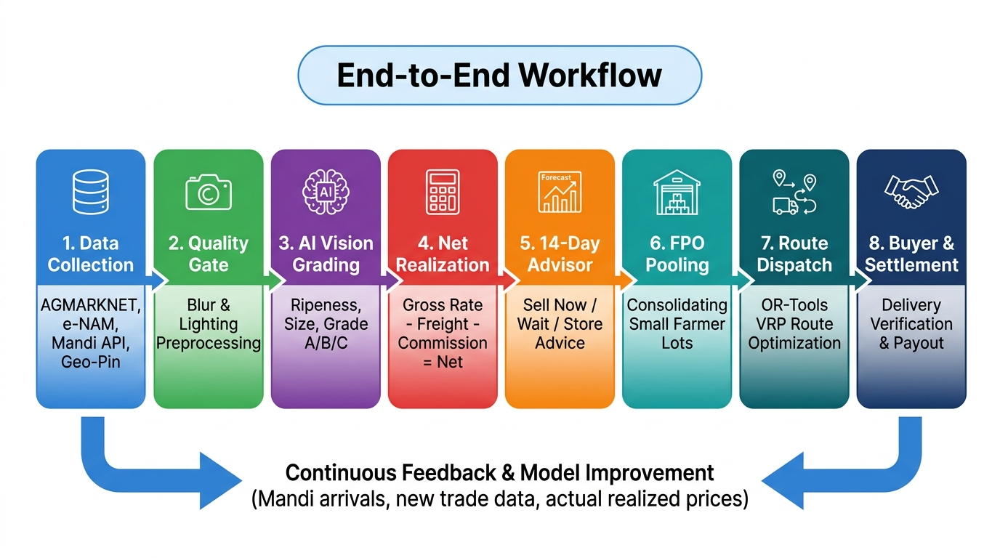 End-to-End Workflow
1. Data
Collection
AGMARKNET,
e-NAM,
Mandi API,
Geo-Pin
2. Quality
Gate
Blur &
Lighting
Preprocessing
AI
3. AI Vision
Grading
Ripeness,
Size, Grade
A/B/C
4. Net
Realization
Gross Rate
- Freight -
Commission
= Net
Forecast
5. 14-Day
Advisor
Sell Now /
Wait / Store
Advice
6. FPO
Pooling
Consolidating
Small Farmer
Lots
7. Route
Dispatch
OR-Tools
VRP Route
Optimization
8. Buyer &
Settlement
Delivery
Verification
& Payout
Continuous Feedback & Model Improvement
(Mandi arrivals, new trade data, actual realized prices)